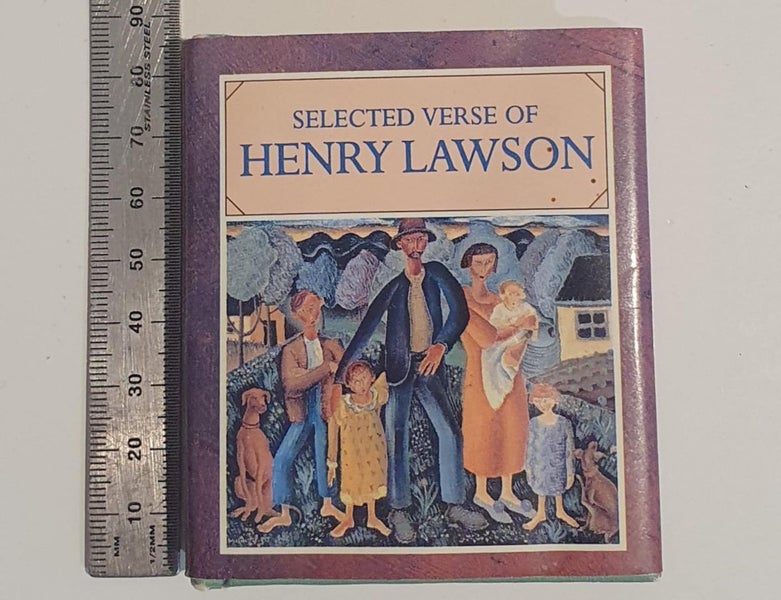 SELECTED VERSE OF
HENRY LAWSON
90
80
70
60
50
40
30
20
10
STAINLESS STEEL
MM
1/2MM